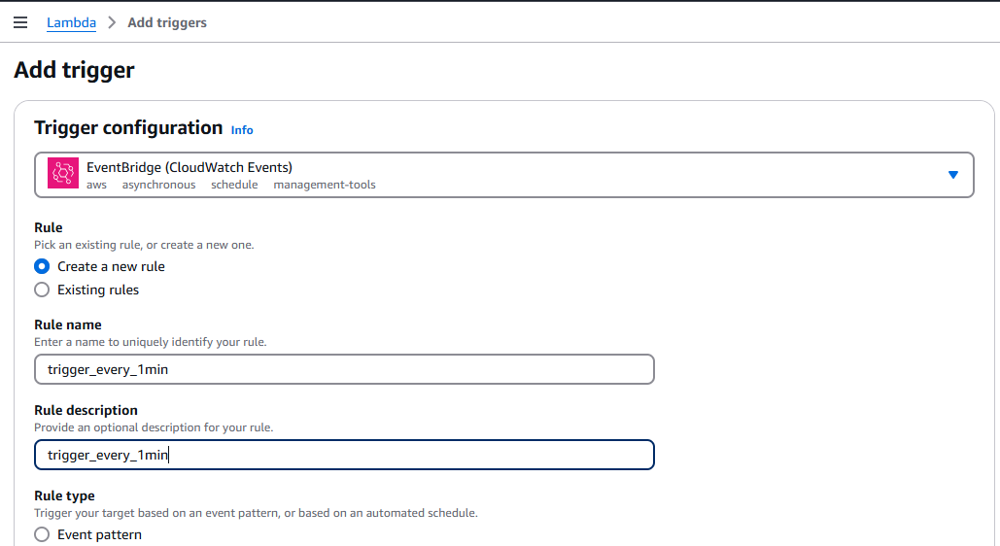 Lambda > Add triggers
Add trigger
Trigger configuration Info
EventBridge (CloudWatch Events)
aws asynchronous schedule management-tools
Rule
Pick an existing rule, or create a new one.
Create a new rule
Existing rules
Rule name
Enter a name to uniquely identify your rule.
trigger_every_1min
Rule description
Provide an optional description for your rule.
trigger_every_1min
Rule type
Trigger your target based on an event pattern, or based on an automated schedule.
Event pattern